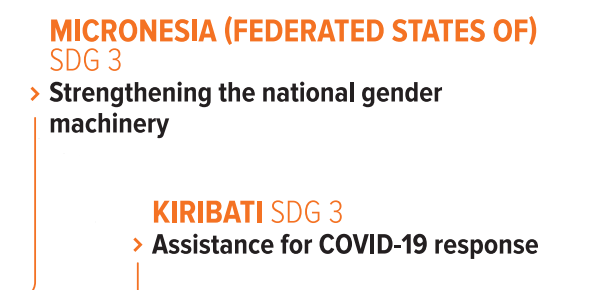 MICRONESIA (FEDERATED STATES OF)
SDG 3
> Strengthening the national gender
machinery
KIRIBATI SDG 3
> Assistance for COVID-19 response